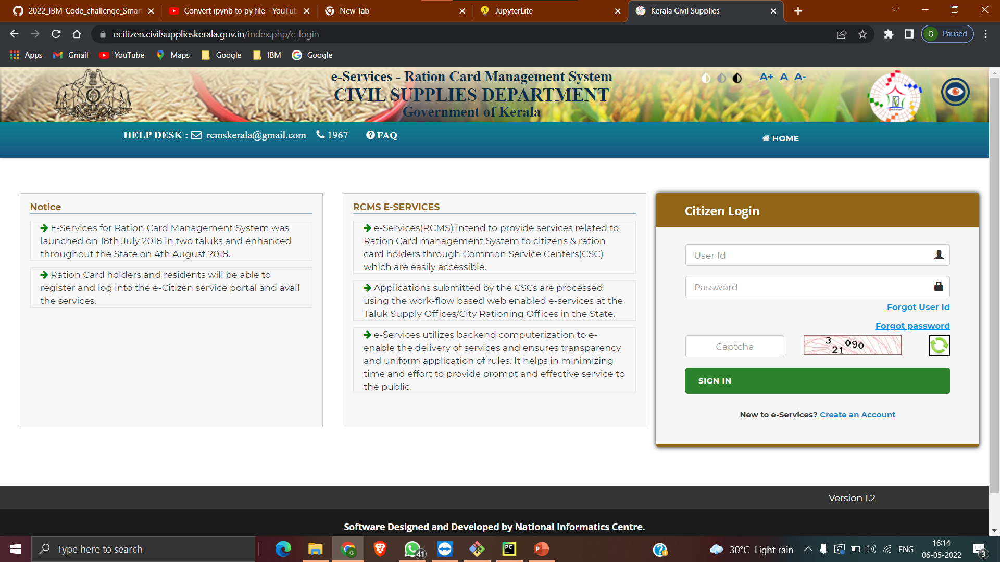 2022_IBM-Code_challenge_Smar
Convert ipynb to py file - YouTub
New Tab
JupyterLite
Kerala Civil Supplies
ecitizen.civilsupplieskerala.gov.in/index.php/c_login
G Paused
Apps
Gmail
YouTube
Maps
Google
IBM
Google
e-Services - Ration Card Management System
CIVIL SUPPLIES DEPARTMENT
Government of Kerala
A+ A A-
HELP DESK : rcmskerala@gmail.com 1967 FAQ
HOME
Notice
E-Services for Ration Card Management System was
launched on 18th July 2018 in two taluks and enhanced
throughout the State on 4th August 2018.
Ration Card holders and residents will be able to
register and log into the e-Citizen service portal and avail
the services.
RCMS E-SERVICES
e-Services(RCMS) intend to provide services related to
Ration Card management System to citizens & ration
card holders through Common Service Centers(CSC)
which are easily accessible.
Applications submitted by the CSCs are processed
using the work-flow based web enabled e-services at the
Taluk Supply Offices/City Rationing Offices in the State.
e-Services utilizes backend computerization to e-
enable the delivery of services and ensures transparency
and uniform application of rules. It helps in minimizing
time and effort to provide prompt and effective service to
the public.
Citizen Login
User Id
Password
Forgot User Id
Forgot password
Captcha
3 21 090
SIGN IN
New to e-Services? Create an Account
Version 1.2
Software Designed and Developed by National Informatics Centre.
Type here to search
G
41
PC
P
30°C Light rain
ENG
16:14
06-05-2022
3